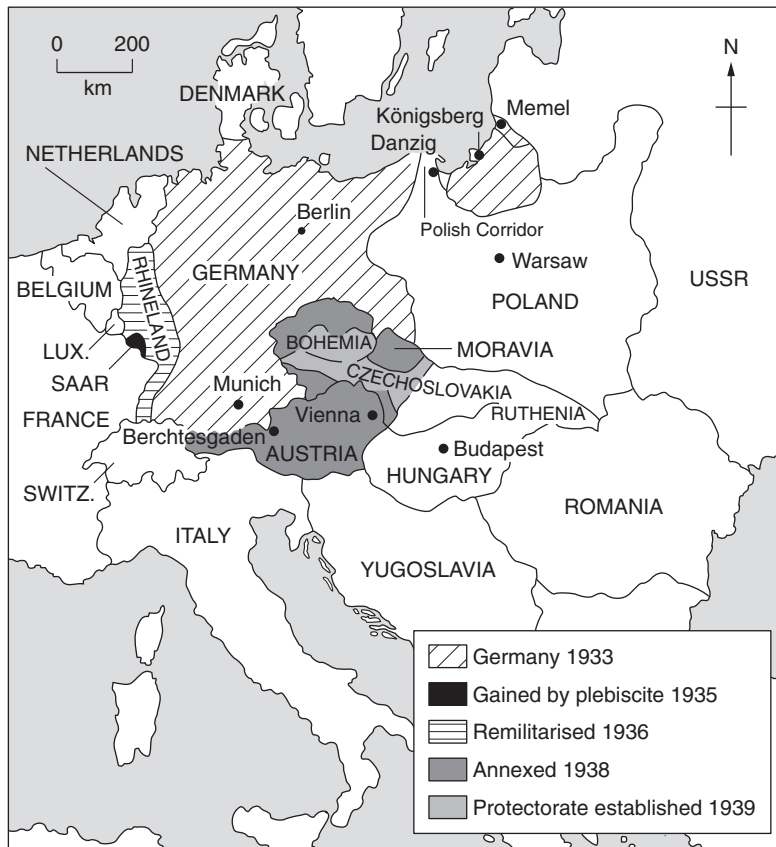 0 200
km
N
DENMARK
Memel
Königsberg
Danzig
NETHERLANDS
Berlin
Polish Corridor
Warsaw
GERMANY
RHINELAND
USSR
BELGIUM
POLAND
BOHEMIA
MORAVIA
LUX.
SAAR
CZECHOSLOVAKIA
Munich
RUTHENIA
FRANCE
Vienna
Berchtesgaden
AUSTRIA
Budapest
HUNGARY
SWITZ.
ROMANIA
ITALY
YUGOSLAVIA
Germany 1933
Gained by plebiscite 1935
Remilitarised 1936
Annexed 1938
Protectorate established 1939